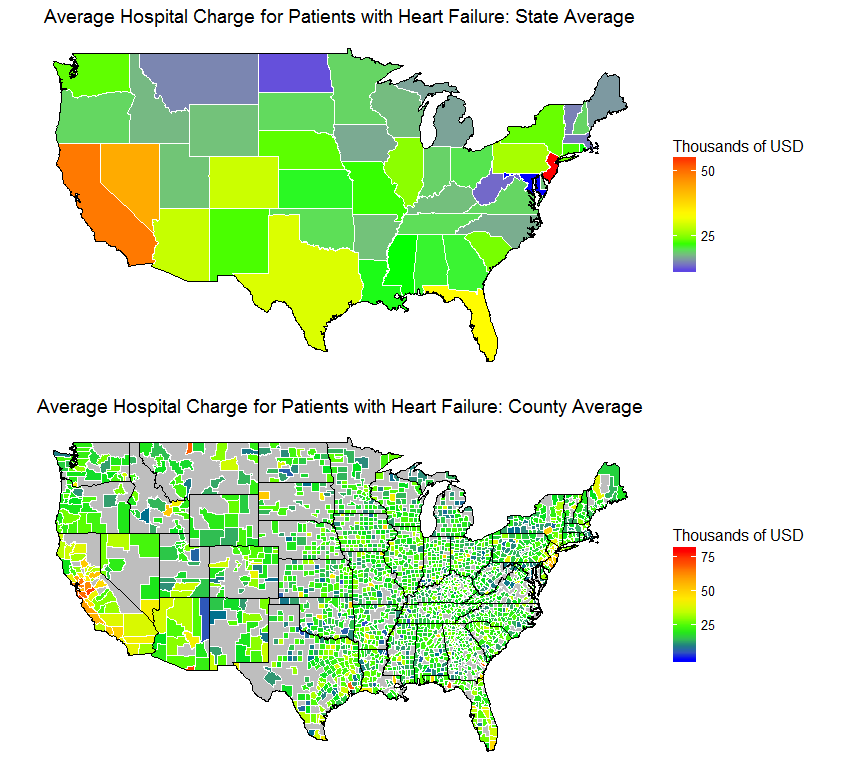 Average Hospital Charge for Patients with Heart Failure: State Average
Thousands of USD
50
25
Average Hospital Charge for Patients with Heart Failure: County Average
Thousands of USD
75
50
25